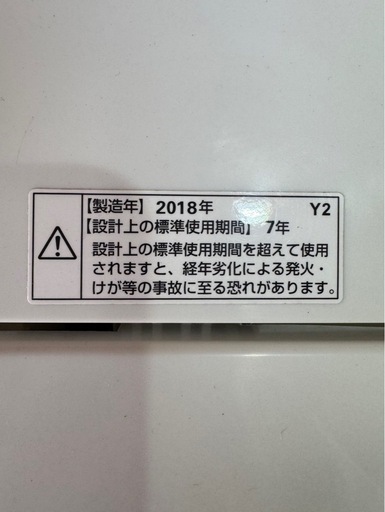 【製造年】 2018年 Y2
【設計上の標準使用期間】 7年
設計上の標準使用期間を超えて使用
されますと、経年劣化による発火・
けが等の事故に至る恐れがあります。